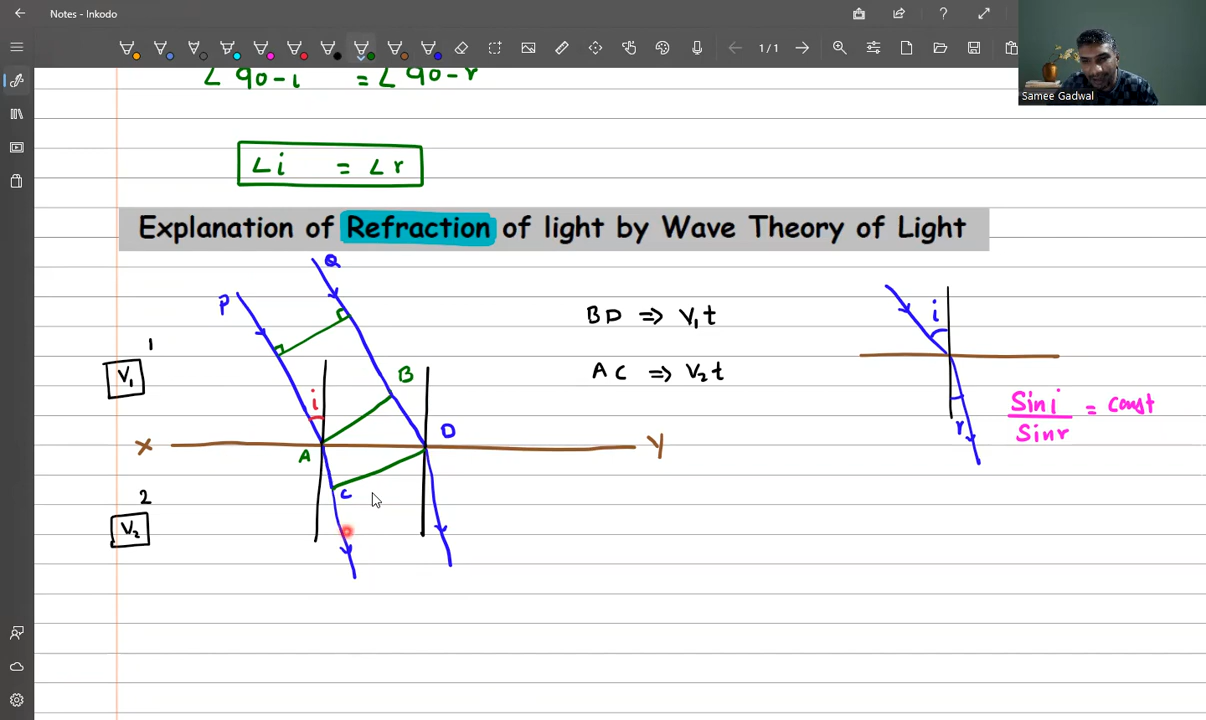 Notes - Inkodo
1/1
Samee Gadwal
∠ 90-i = ∠ 90-r
∠i = ∠r
Explanation of Refraction of light by Wave Theory of Light
Q
P
BD ⇒ V₁t
i
1
V₁
B
AC ⇒ V₂t
i
Sin i / Sin r = const
r
D
X
Y
A
C
2
V₂